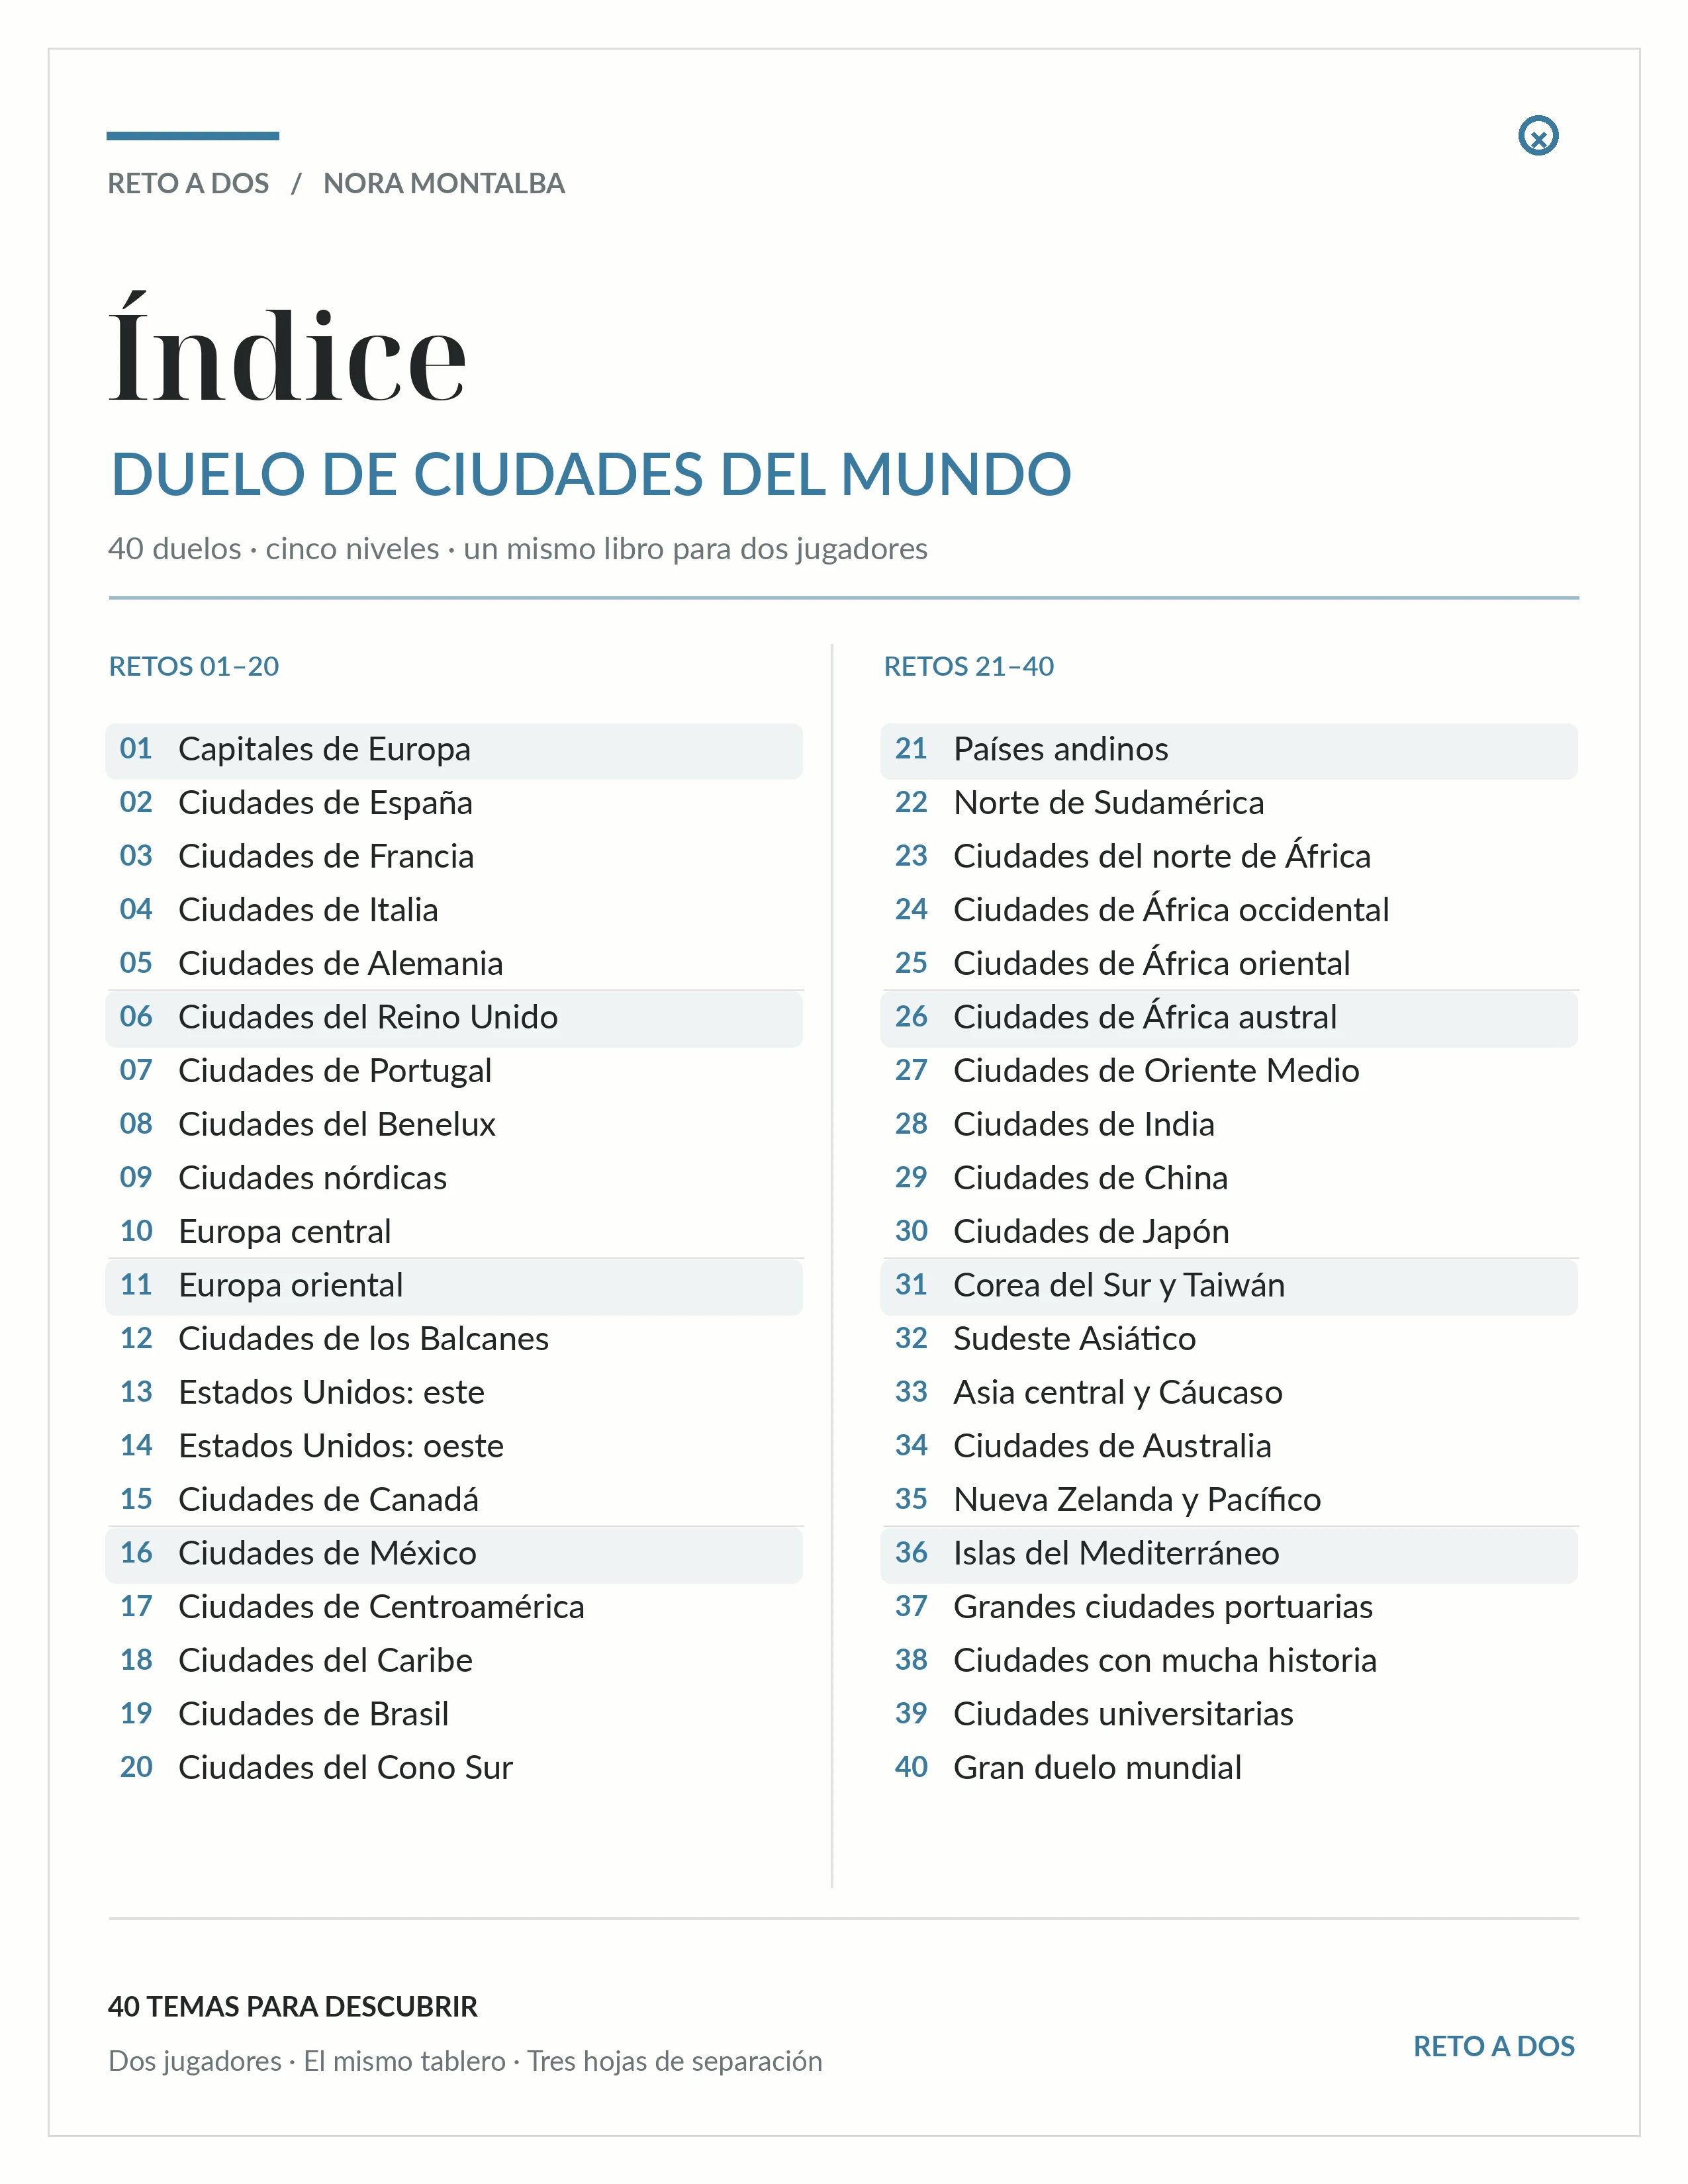 RETO A DOS / NORA MONTALBA
Índice
DUELO DE CIUDADES DEL MUNDO
40 duelos · cinco niveles · un mismo libro para dos jugadores
RETOS 01–20
01 Capitales de Europa
02 Ciudades de España
03 Ciudades de Francia
04 Ciudades de Italia
05 Ciudades de Alemania
06 Ciudades del Reino Unido
07 Ciudades de Portugal
08 Ciudades del Benelux
09 Ciudades nórdicas
10 Europa central
11 Europa oriental
12 Ciudades de los Balcanes
13 Estados Unidos: este
14 Estados Unidos: oeste
15 Ciudades de Canadá
16 Ciudades de México
17 Ciudades de Centroamérica
18 Ciudades del Caribe
19 Ciudades de Brasil
20 Ciudades del Cono Sur
RETOS 21–40
21 Países andinos
22 Norte de Sudamérica
23 Ciudades del norte de África
24 Ciudades de África occidental
25 Ciudades de África oriental
26 Ciudades de África austral
27 Ciudades de Oriente Medio
28 Ciudades de India
29 Ciudades de China
30 Ciudades de Japón
31 Corea del Sur y Taiwán
32 Sudeste Asiático
33 Asia central y Cáucaso
34 Ciudades de Australia
35 Nueva Zelanda y Pacífico
36 Islas del Mediterráneo
37 Grandes ciudades portuarias
38 Ciudades con mucha historia
39 Ciudades universitarias
40 Gran duelo mundial
40 TEMAS PARA DESCUBRIR
Dos jugadores · El mismo tablero · Tres hojas de separación
RETO A DOS